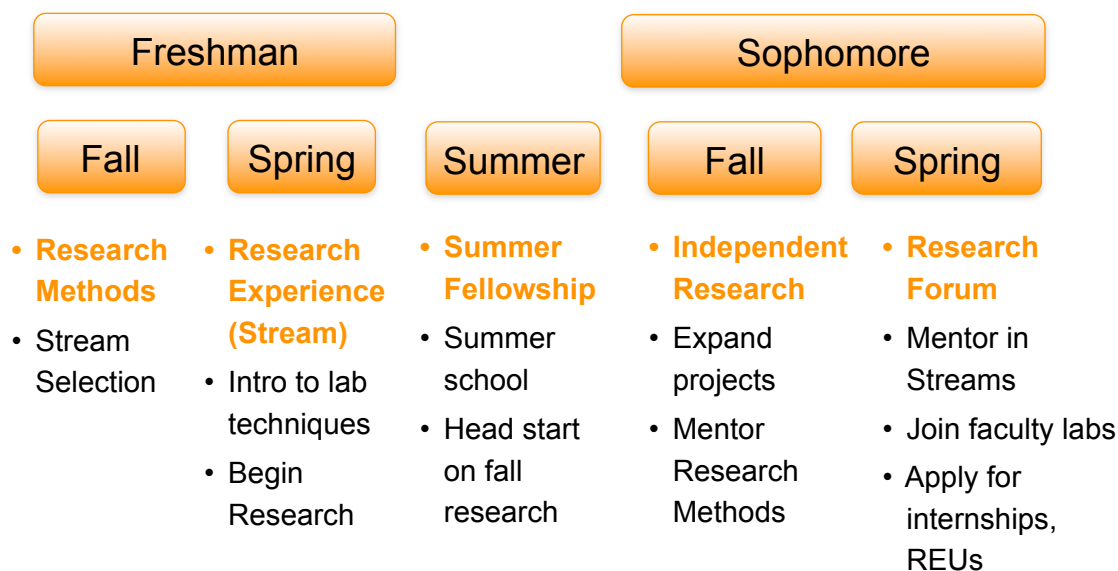 Freshman
Sophomore
Fall
Spring
Summer
Fall
Spring
• Research
Methods
• Stream
Selection
• Research
Experience
(Stream)
• Intro to lab
techniques
• Begin
Research
• Summer
Fellowship
• Summer
school
• Head start
on fall
research
• Independent
Research
• Expand
projects
• Mentor
Research
Methods
• Research
Forum
• Mentor in
Streams
• Join faculty labs
• Apply for
internships,
REUs